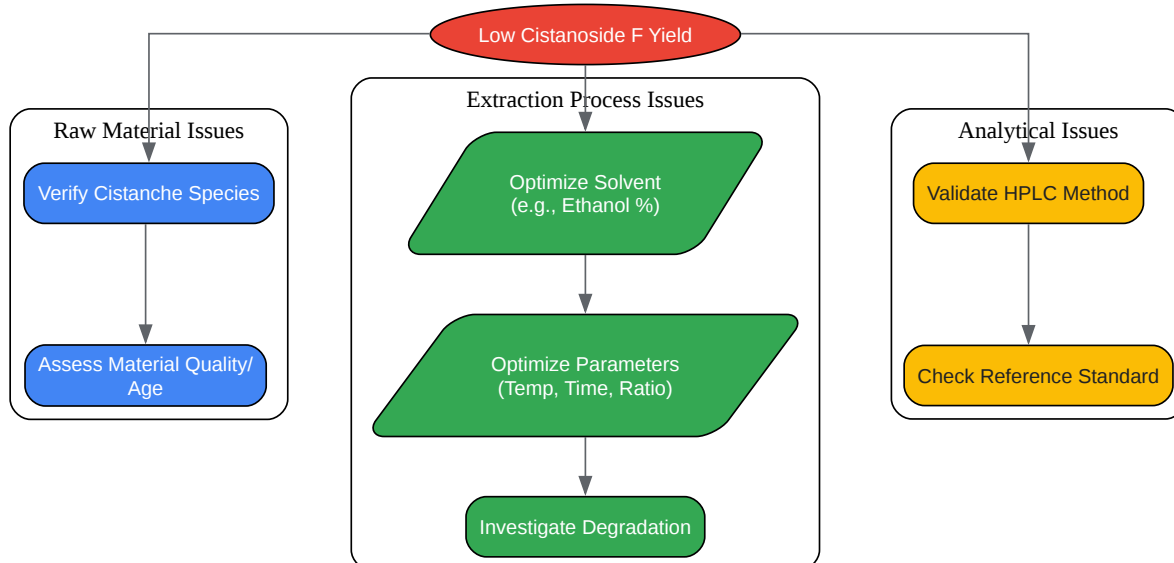 Low Cistanoside F Yield
Raw Material Issues
Verify Cistanche Species
Assess Material Quality/
Age
Extraction Process Issues
Optimize Solvent
(e.g., Ethanol %)
Optimize Parameters
(Temp, Time, Ratio)
Investigate Degradation
Analytical Issues
Validate HPLC Method
Check Reference Standard